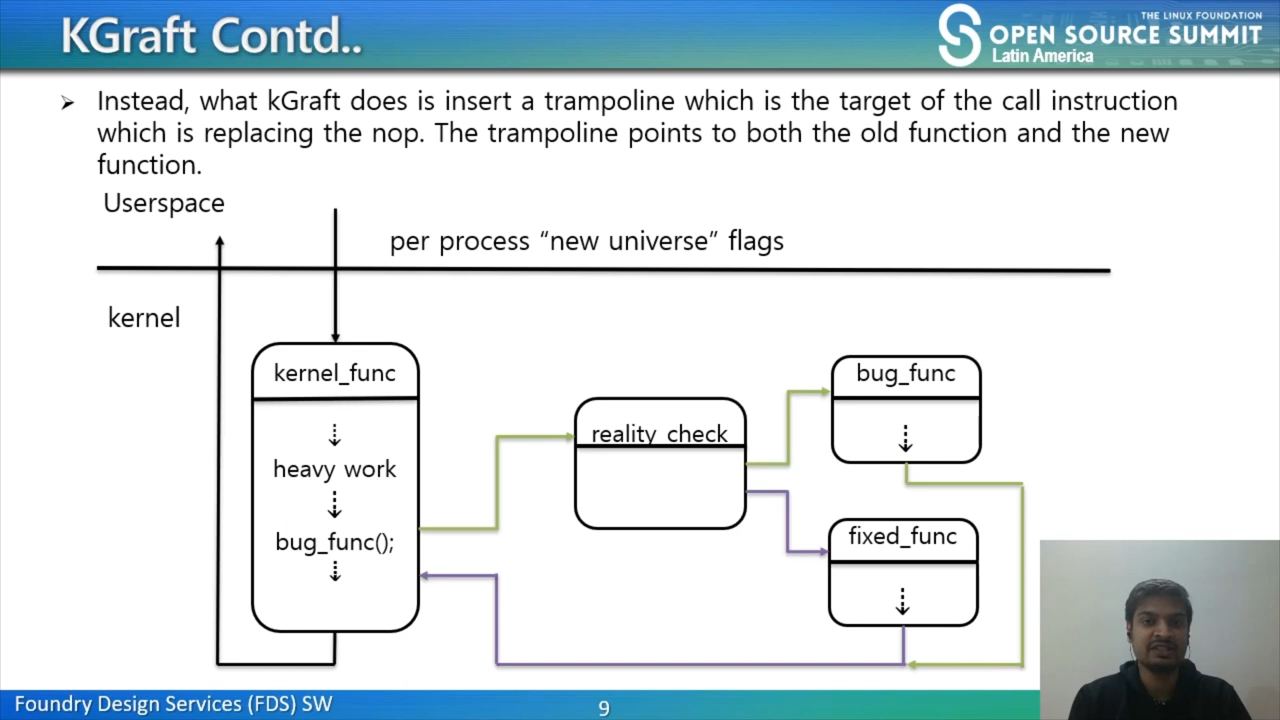 KGraft Contd..
THE LINUX FOUNDATION
OPEN SOURCE SUMMIT
Latin America
Instead, what kGraft does is insert a trampoline which is the target of the call instruction
which is replacing the nop. The trampoline points to both the old function and the new
function.
Userspace
per process “new universe” flags
kernel
kernel_func
heavy work
bug_func();
reality_check
bug_func
fixed_func
Foundry Design Services (FDS) SW
9